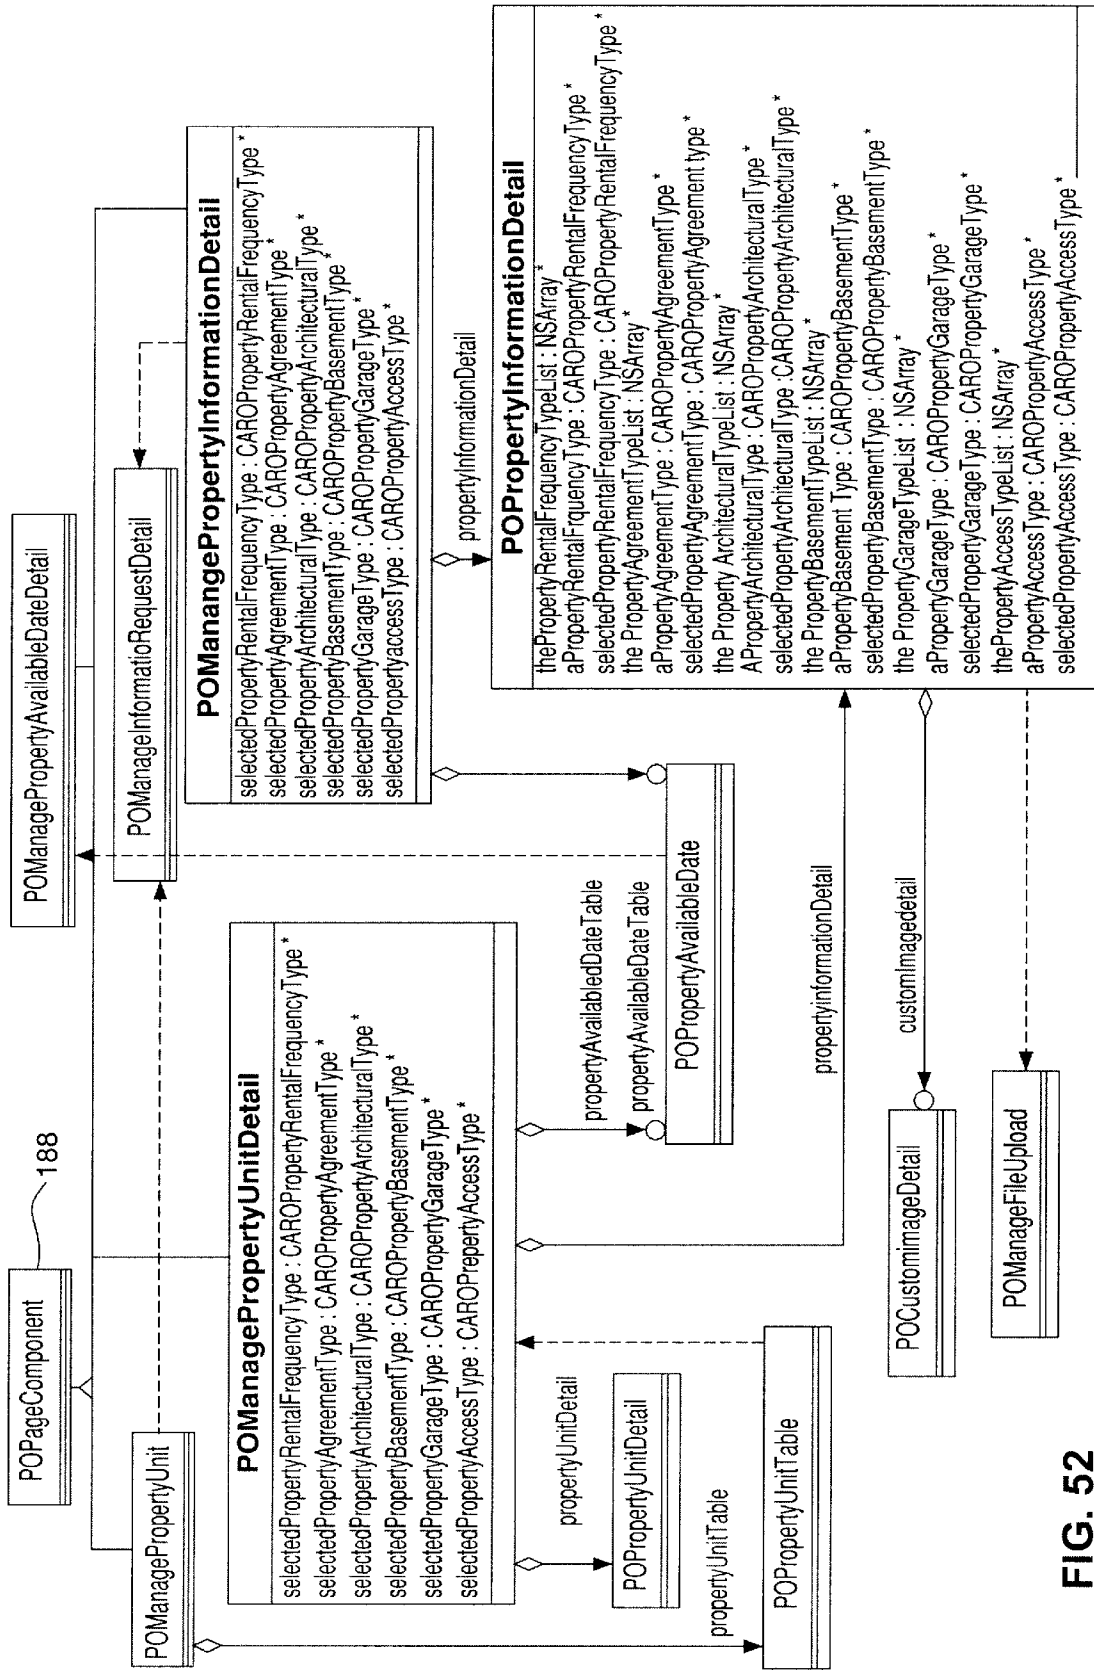 POPageComponent
188
POManagePropertyAvailableDateDetail
POManagePropertyUnit
POManageInformationRequestDetail
POManagePropertyUnitDetail
selectedPropertyRentalFrequencyType : CAROPropertyRentalFrequencyType *
selectedPropertyAgreementType : CAROPropertyAgreementType *
selectedPropertyArchitecturalType : CAROPropertyArchitecturalType *
selectedPropertyBasementType : CAROPropertyBasementType *
selectedPropertyGarageType : CAROPropertyGarageType *
selectedPropertyAccessType : CAROPrepertyAccessType *
POManangePropertyInformationDetail
selectedPropertyRentalFrequencyType : CAROPropertyRentalFrequencyType *
selectedPropertyAgreementType : CAROPropertyAgreementType *
selectedPropertyArchitecturalType : CAROPropertyArchitecturalType *
selectedPropertyBasementType : CAROPropertyBasementType *
selectedPropertyGarageType : CAROPropertyGarageType *
selectedPropertyaccessType : CAROPropertyAccessType *
propertyUnitDetail
propertyAvailabledDateTable
propertyAvailableDateTable
propertyInformationDetail
POPropertyUnitDetail
POPropertyAvailableDate
propertyUnitTable
POPropertyUnitTable
propertyinformationDetail
POPropertyInformationDetail
thePropertyRentalFrequencyTypeList : NSArray *
aPropertyRentalFrquencyType : CAROPropertyRentalFrequencyType *
selectedPropertyRentalFrequencyType : CAROPropertyRentalFrequencyType *
the PropertyAgreementTypeList : NSArray *
aPropertyAgreementType : CAROPropertyAgreementType *
selectedPropertyAgreementType : CAROPropertyAgreement type *
the Property ArchitecturalTypeList : NSArray *
APropertyArchitecturalType : CAROPropertyArchitecturalType *
selectedPropertyArchitecturalType :CAROPropertyArchitecturalType *
the PropertyBasementTypeList : NSArray *
aPropertyBasement Type : CAROPropertyBasementType *
selectedPropertyBasementType : CAROPropertyBasementType *
the PropertyGarageTypeList : NSArray *
aPropertyGarageType : CAROPropertyGarageType *
selectedPropertyGarageType : CAROPropertyGarageType *
thePropertyAccessTypeList : NSArray *
aPropertyAccessType : CAROPropertyAccessType *
selectedPropertyAccessType : CAROPropertyAccessType *
customImagedetail
POCustomimageDetail
POManageFileUpload
FIG. 52